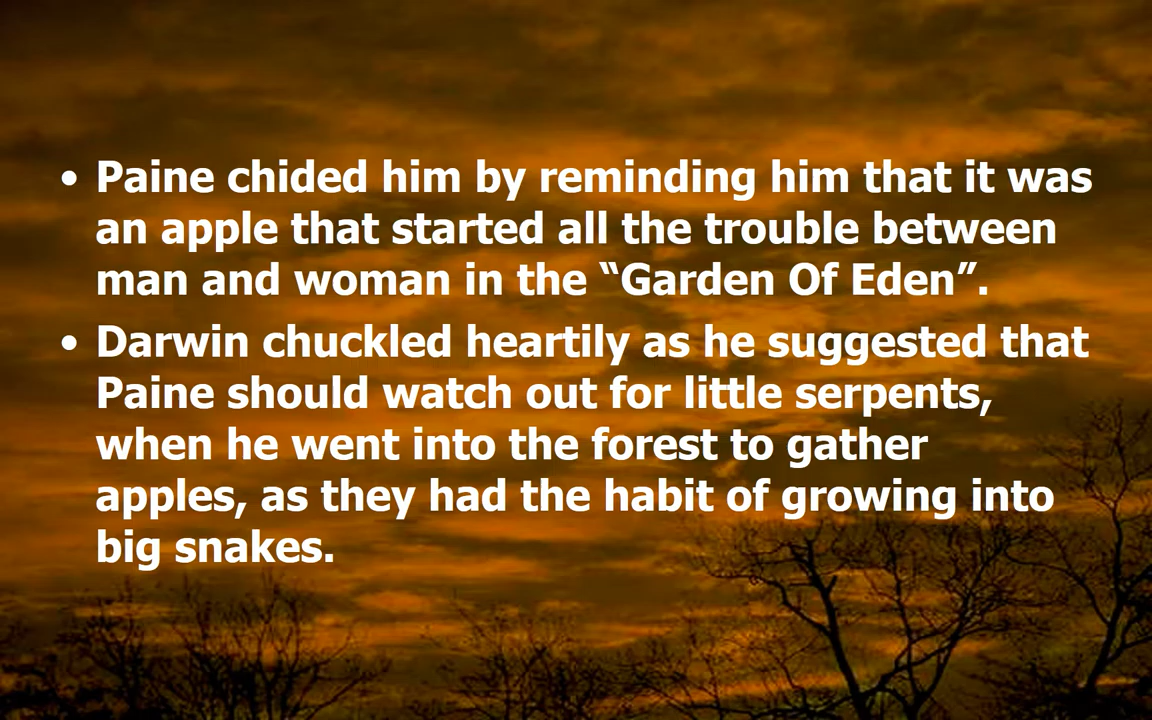 • Paine chided him by reminding him that it was
an apple that started all the trouble between
man and woman in the “Garden Of Eden”.
• Darwin chuckled heartily as he suggested that
Paine should watch out for little serpents,
when he went into the forest to gather
apples, as they had the habit of growing into
big snakes.